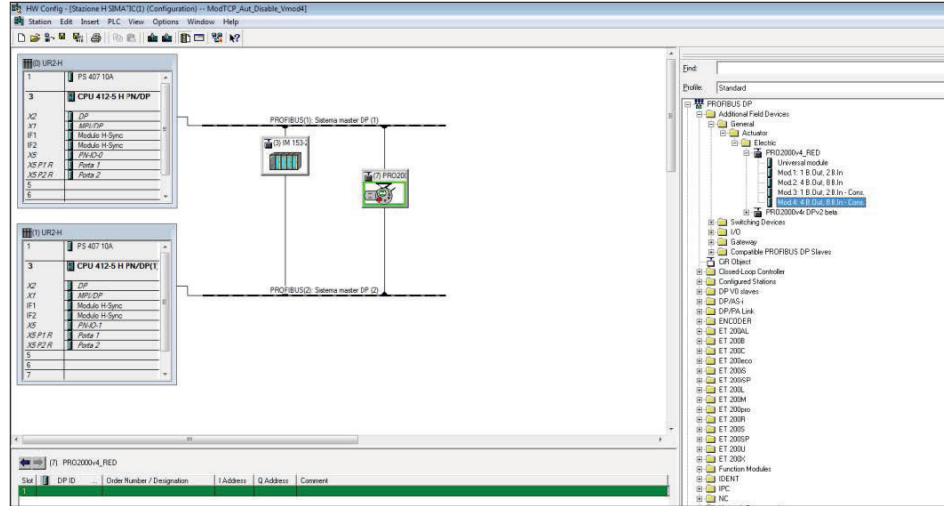 HW Config - [Stazione H SIMATIC(1) (Configuration) -- ModTCP_Aut_Disable_Vmod4]
Station Edit Insert PLC View Options Window Help
(0) UR2-H
1 PS 407 10A
3 CPU 412-5 H PN/DP
X2 DP
X1 MPI/DP
IF1 Modulo H-Sync
IF2 Modulo H-Sync
X5 PN-IO-0
X5 P1 R Porta 1
X5 P2 R Porta 2
5
6
PROFIBUS(1): Sistema master DP (1)
(3) IM 153-2
(7) PRO200
(1) UR2-H
1 PS 407 10A
3 CPU 412-5 H PN/DP(1)
X2 DP
X1 MPI/DP
IF1 Modulo H-Sync
IF2 Modulo H-Sync
X5 PN-IO-1
X5 P1 R Porta 1
X5 P2 R Porta 2
5
6
7
PROFIBUS(2): Sistema master DP (2)
(7) PRO2000v4_RED
Slot DP ID ... Order Number / Designation I Address Q Address Comment
1
Find:
Profile: Standard
PROFIBUS DP
Additional Field Devices
General
Actuator
Electric
PRO2000v4_RED
Universal module
Mod.1: 1 B.Out, 2 B.In
Mod.2: 4 B.Out, 8 B.In
Mod.3: 1 B.Out, 2 B.In - Cons.
Mod.4: 4 B.Out, 8 B.In - Cons.
PRO2000v4r DPv2 beta
Switching Devices
I/O
Gateway
Compatible PROFIBUS DP Slaves
CiR Object
Closed-Loop Controller
Configured Stations
DP V0 slaves
DP/AS-i
DP/PA Link
ENCODER
ET 200AL
ET 200B
ET 200C
ET 200eco
ET 200iS
ET 200iSP
ET 200L
ET 200M
ET 200pro
ET 200R
ET 200S
ET 200SP
ET 200U
ET 200X
Function Modules
IDENT
IPC
NC